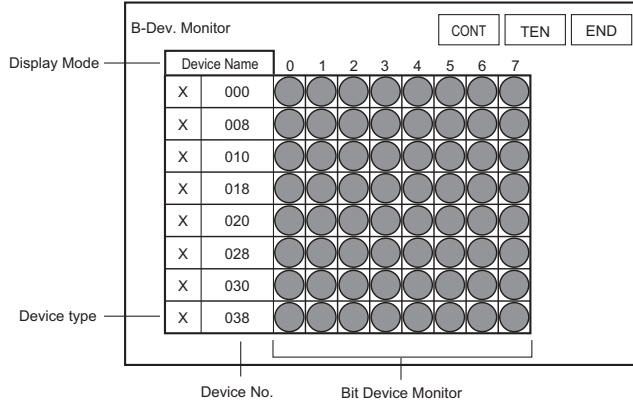 B-Dev. Monitor CONT TEN END
Display Mode Device Name 0 1 2 3 4 5 6 7
X 000
X 008
X 010
X 018
X 020
X 028
X 030
Device type X 038
Device No. Bit Device Monitor